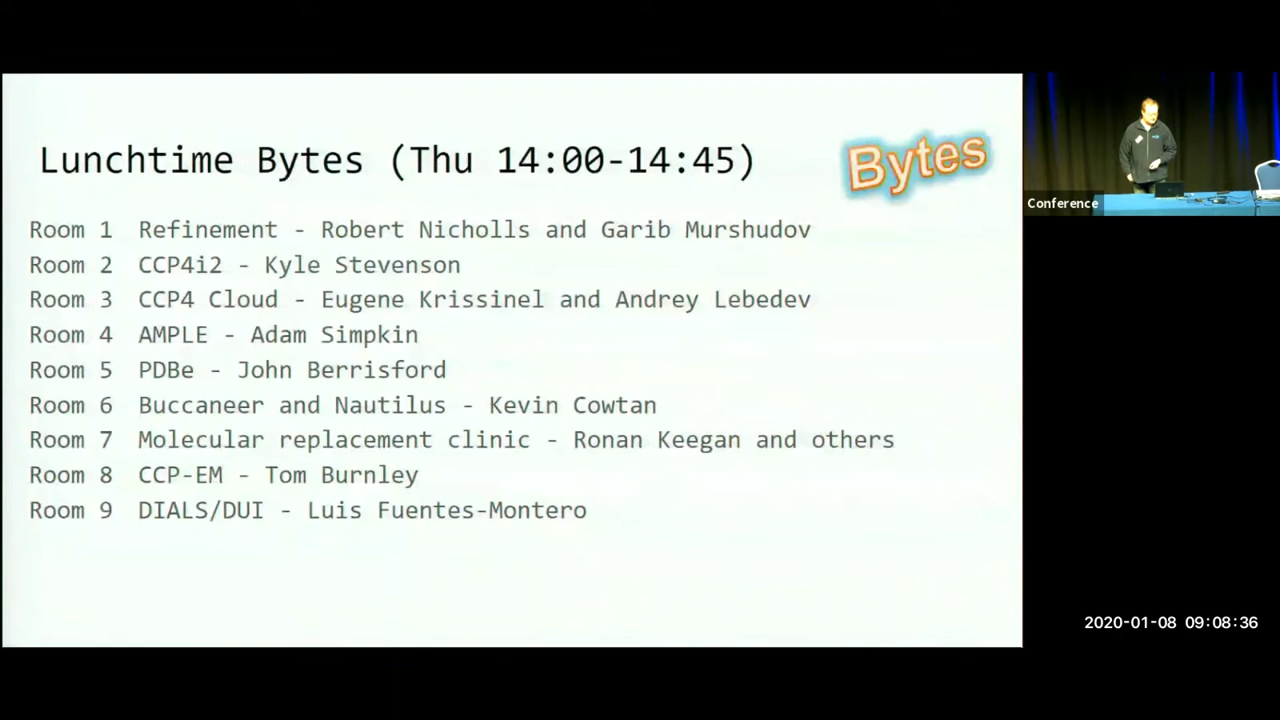 Lunchtime Bytes (Thu 14:00-14:45)
Bytes
Room 1 Refinement - Robert Nicholls and Garib Murshudov
Room 2 CCP4i2 - Kyle Stevenson
Room 3 CCP4 Cloud - Eugene Krissinel and Andrey Lebedev
Room 4 AMPLE - Adam Simpkin
Room 5 PDBe - John Berrisford
Room 6 Buccaneer and Nautilus - Kevin Cowtan
Room 7 Molecular replacement clinic - Ronan Keegan and others
Room 8 CCP-EM - Tom Burnley
Room 9 DIALS/DUI - Luis Fuentes-Montero
Conference
2020-01-08 09:08:36